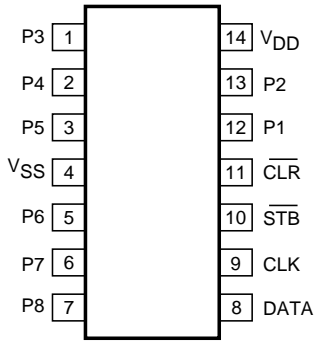 P3 1 14 VDD
P4 2 13 P2
P5 3 12 P1
VSS 4 11 CLR
P6 5 10 STB
P7 6 9 CLK
P8 7 8 DATA